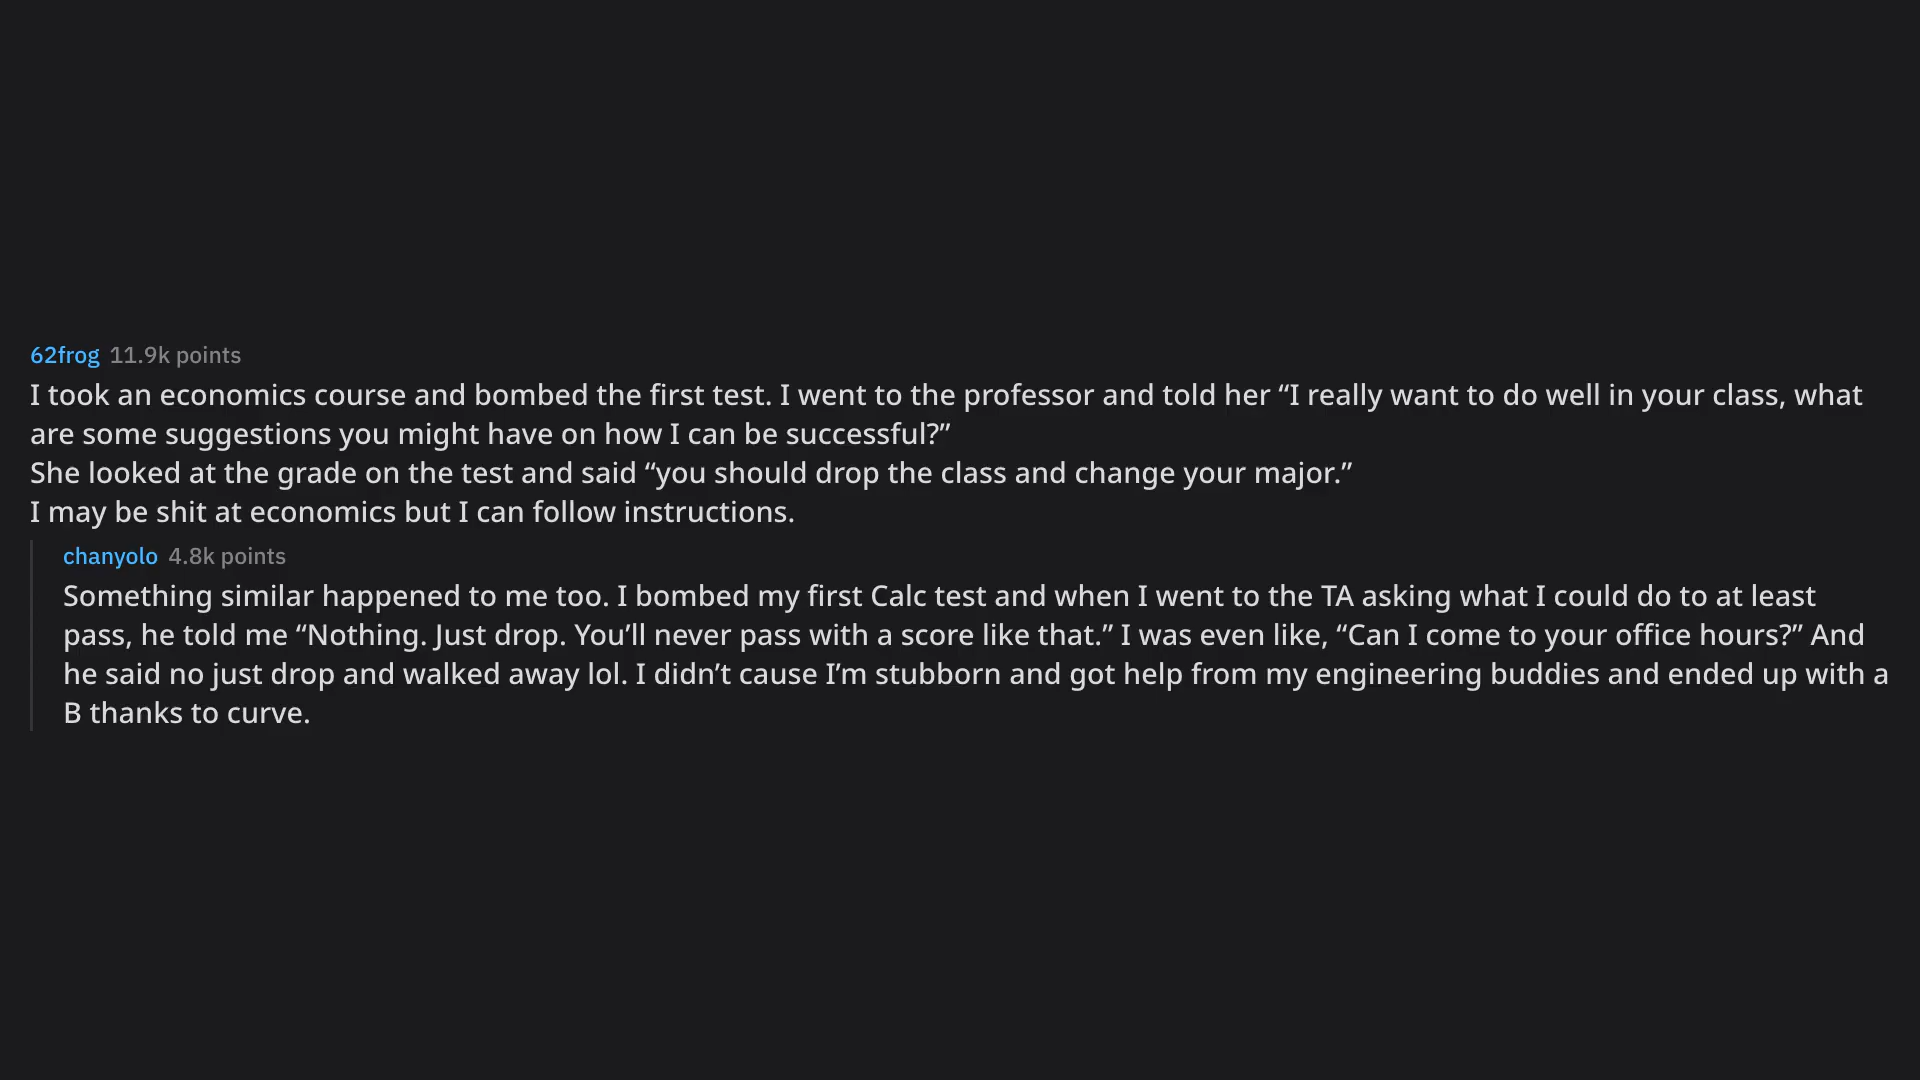 62frog 11.9k points
I took an economics course and bombed the first test. I went to the professor and told her “I really want to do well in your class, what
are some suggestions you might have on how I can be successful?”
She looked at the grade on the test and said “you should drop the class and change your major.”
I may be shit at economics but I can follow instructions.
chanyolo 4.8k points
Something similar happened to me too. I bombed my first Calc test and when I went to the TA asking what I could do to at least
pass, he told me “Nothing. Just drop. You’ll never pass with a score like that.” I was even like, “Can I come to your office hours?” And
he said no just drop and walked away lol. I didn’t cause I’m stubborn and got help from my engineering buddies and ended up with a
B thanks to curve.